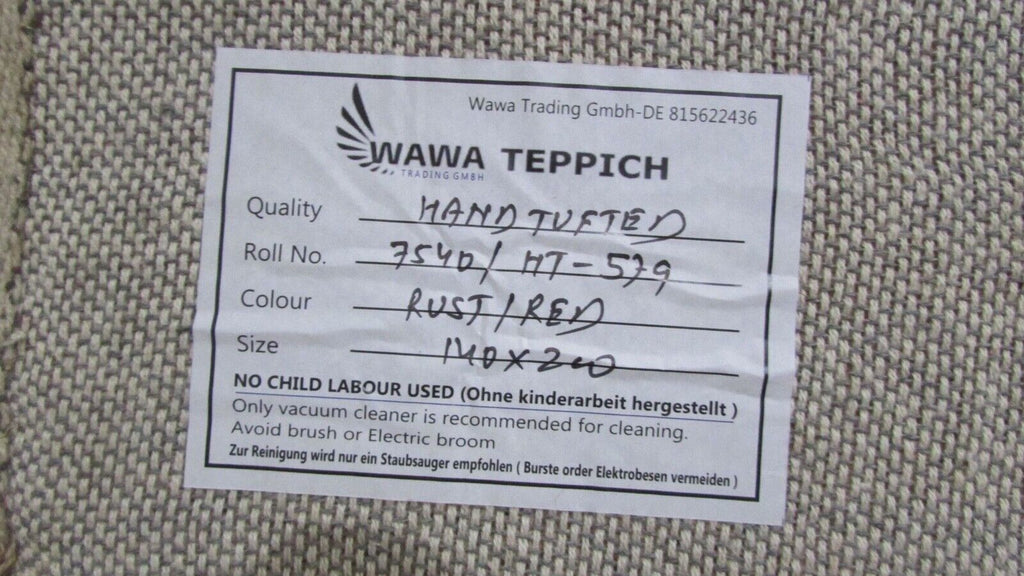 Wawa Trading Gmbh-DE 815622436
WAWA TEPPICH
TRADING GMBH
Quality HAND TUFTED
Roll No. 7540/ HT-579
Colour RUST/RED
Size 140X200
NO CHILD LABOUR USED (Ohne kinderarbeit hergestellt )
Only vacuum cleaner is recommended for cleaning.
Avoid brush or Electric broom
Zur Reinigung wird nur ein Staubsauger empfohlen ( Burste order Elektrobesen vermeiden )